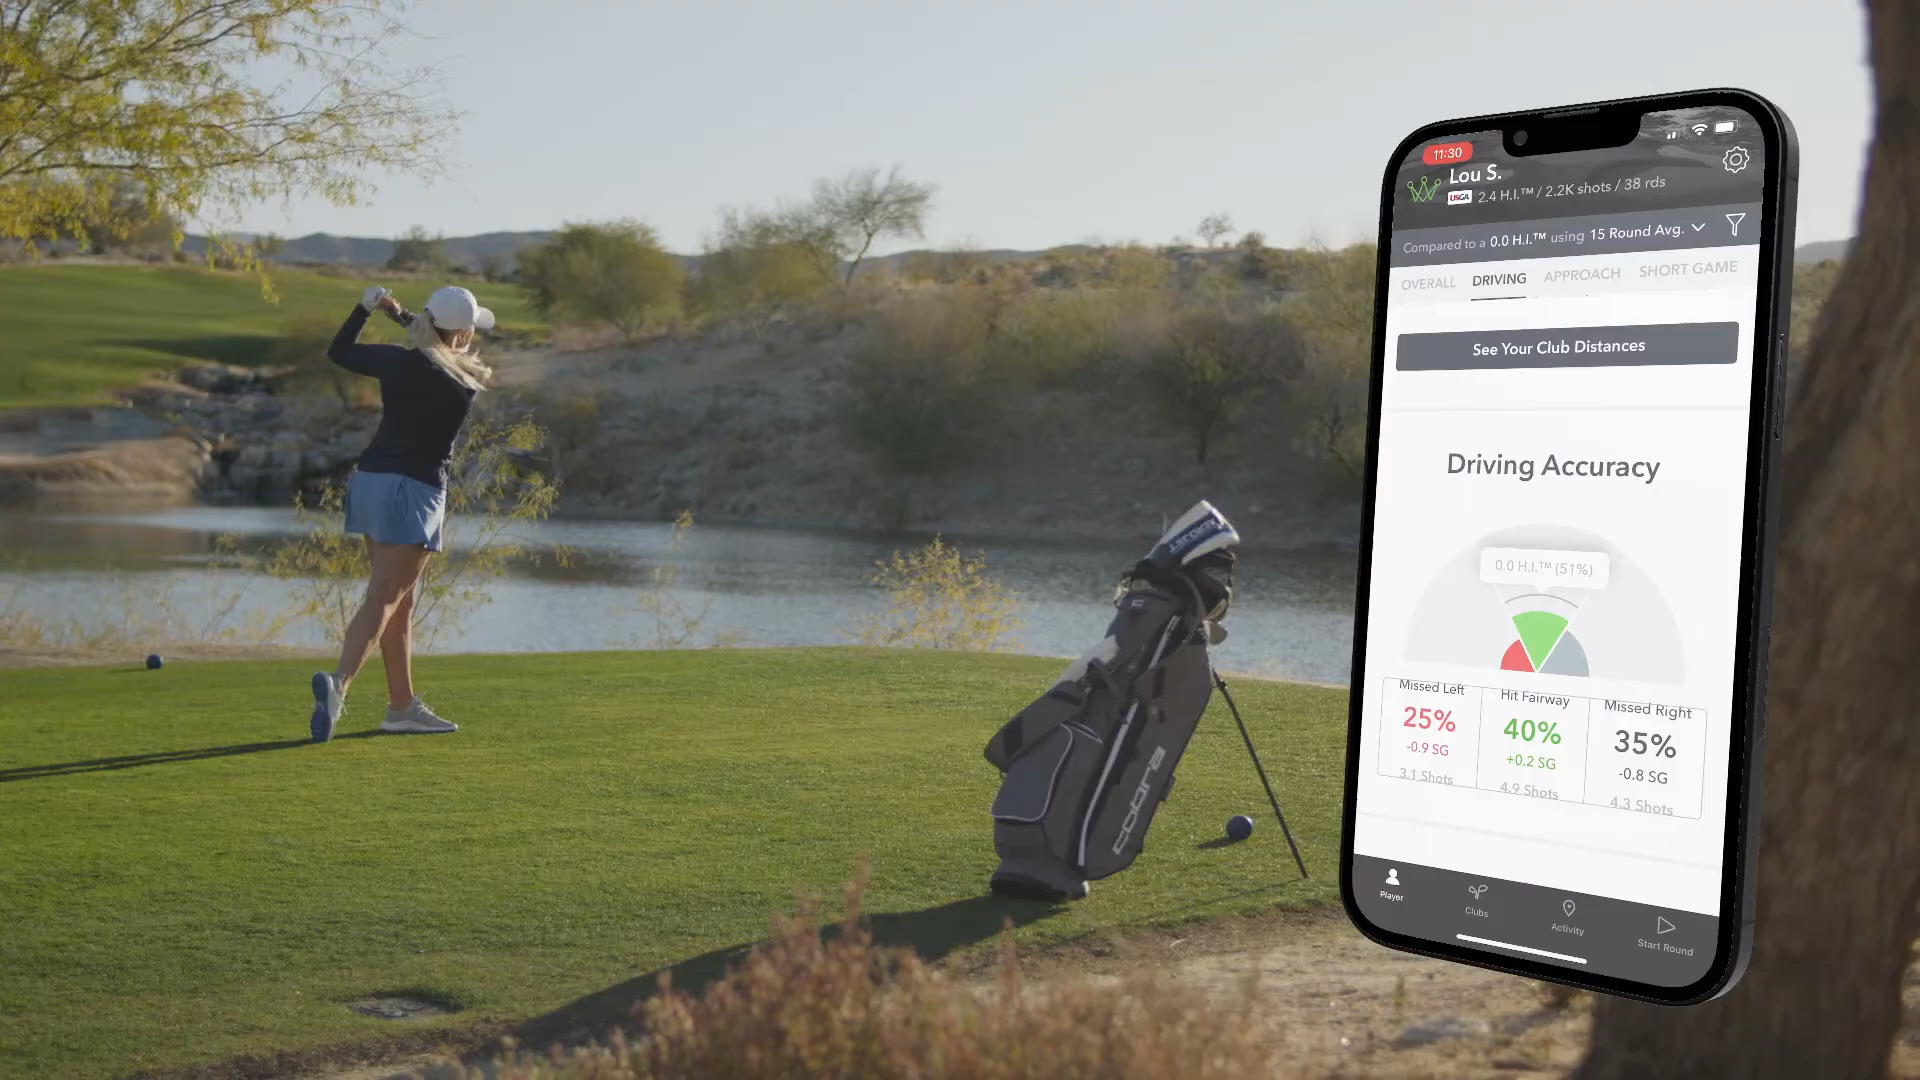 11:30
Lou S.
USGA 2.4 H.I.™ / 2.2K shots / 38 rds
Compared to a 0.0 H.I.™ using 15 Round Avg.
OVERALL DRIVING APPROACH SHORT GAME
See Your Club Distances
Driving Accuracy
0.0 H.I.™ (51%)
Missed Left Hit Fairway Missed Right
25% 40% 35%
-0.9 SG +0.2 SG -0.8 SG
3.1 Shots 4.9 Shots 4.3 Shots
Player Clubs Activity Start Round
cobra